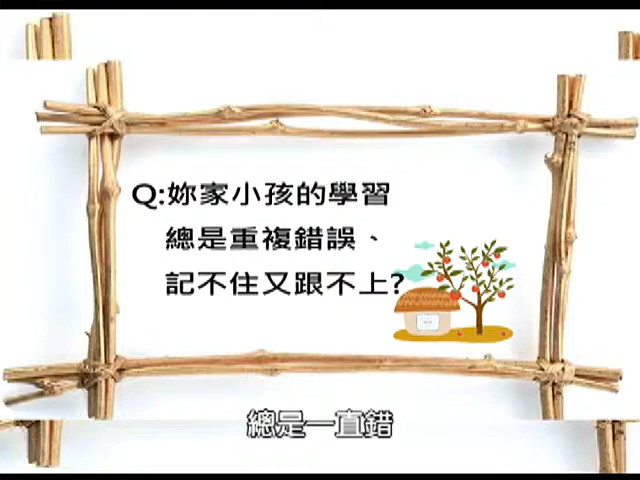 Q:妳家小孩的學習
總是重複錯誤、
記不住又跟不上?
總是一直錯